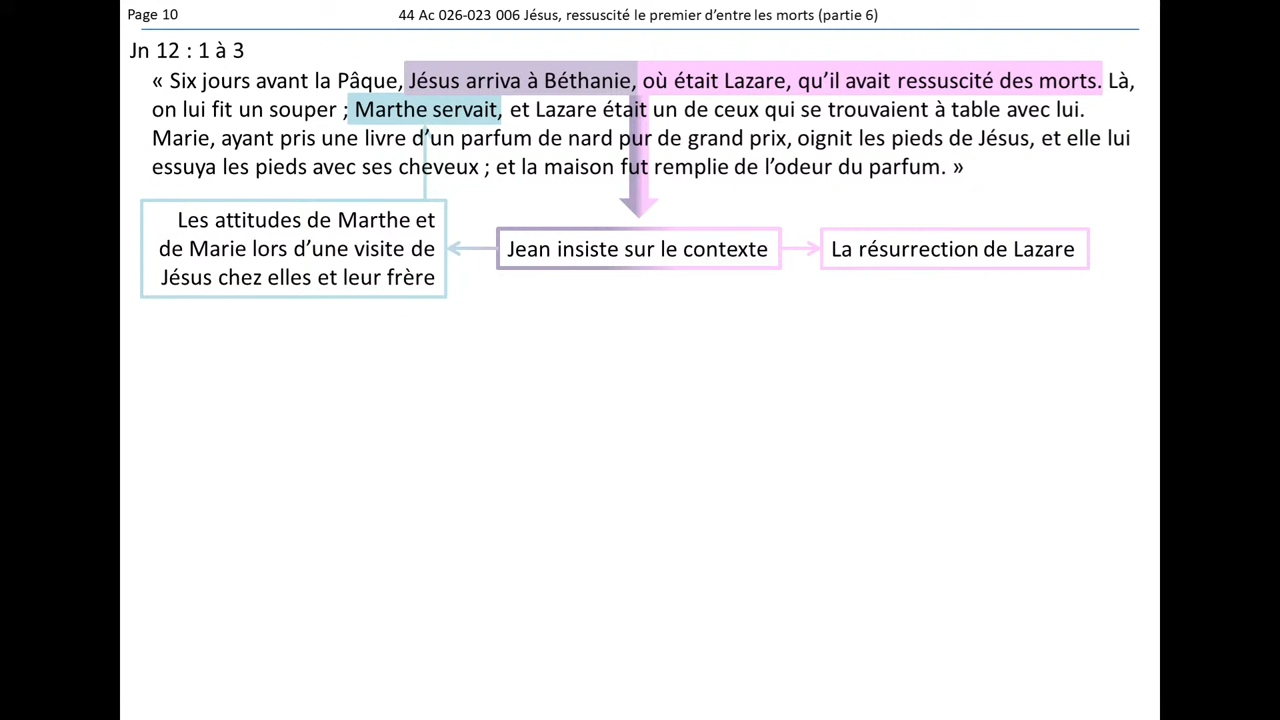 Page 10
44 Ac 026-023 006 Jésus, ressuscité le premier d’entre les morts (partie 6)
Jn 12 : 1 à 3
« Six jours avant la Pâque, Jésus arriva à Béthanie, où était Lazare, qu’il avait ressuscité des morts. Là,
on lui fit un souper ; Marthe servait, et Lazare était un de ceux qui se trouvaient à table avec lui.
Marie, ayant pris une livre d’un parfum de nard pur de grand prix, oignit les pieds de Jésus, et elle lui
essuya les pieds avec ses cheveux ; et la maison fut remplie de l’odeur du parfum. »
Les attitudes de Marthe et
de Marie lors d’une visite de
Jésus chez elles et leur frère
Jean insiste sur le contexte
La résurrection de Lazare